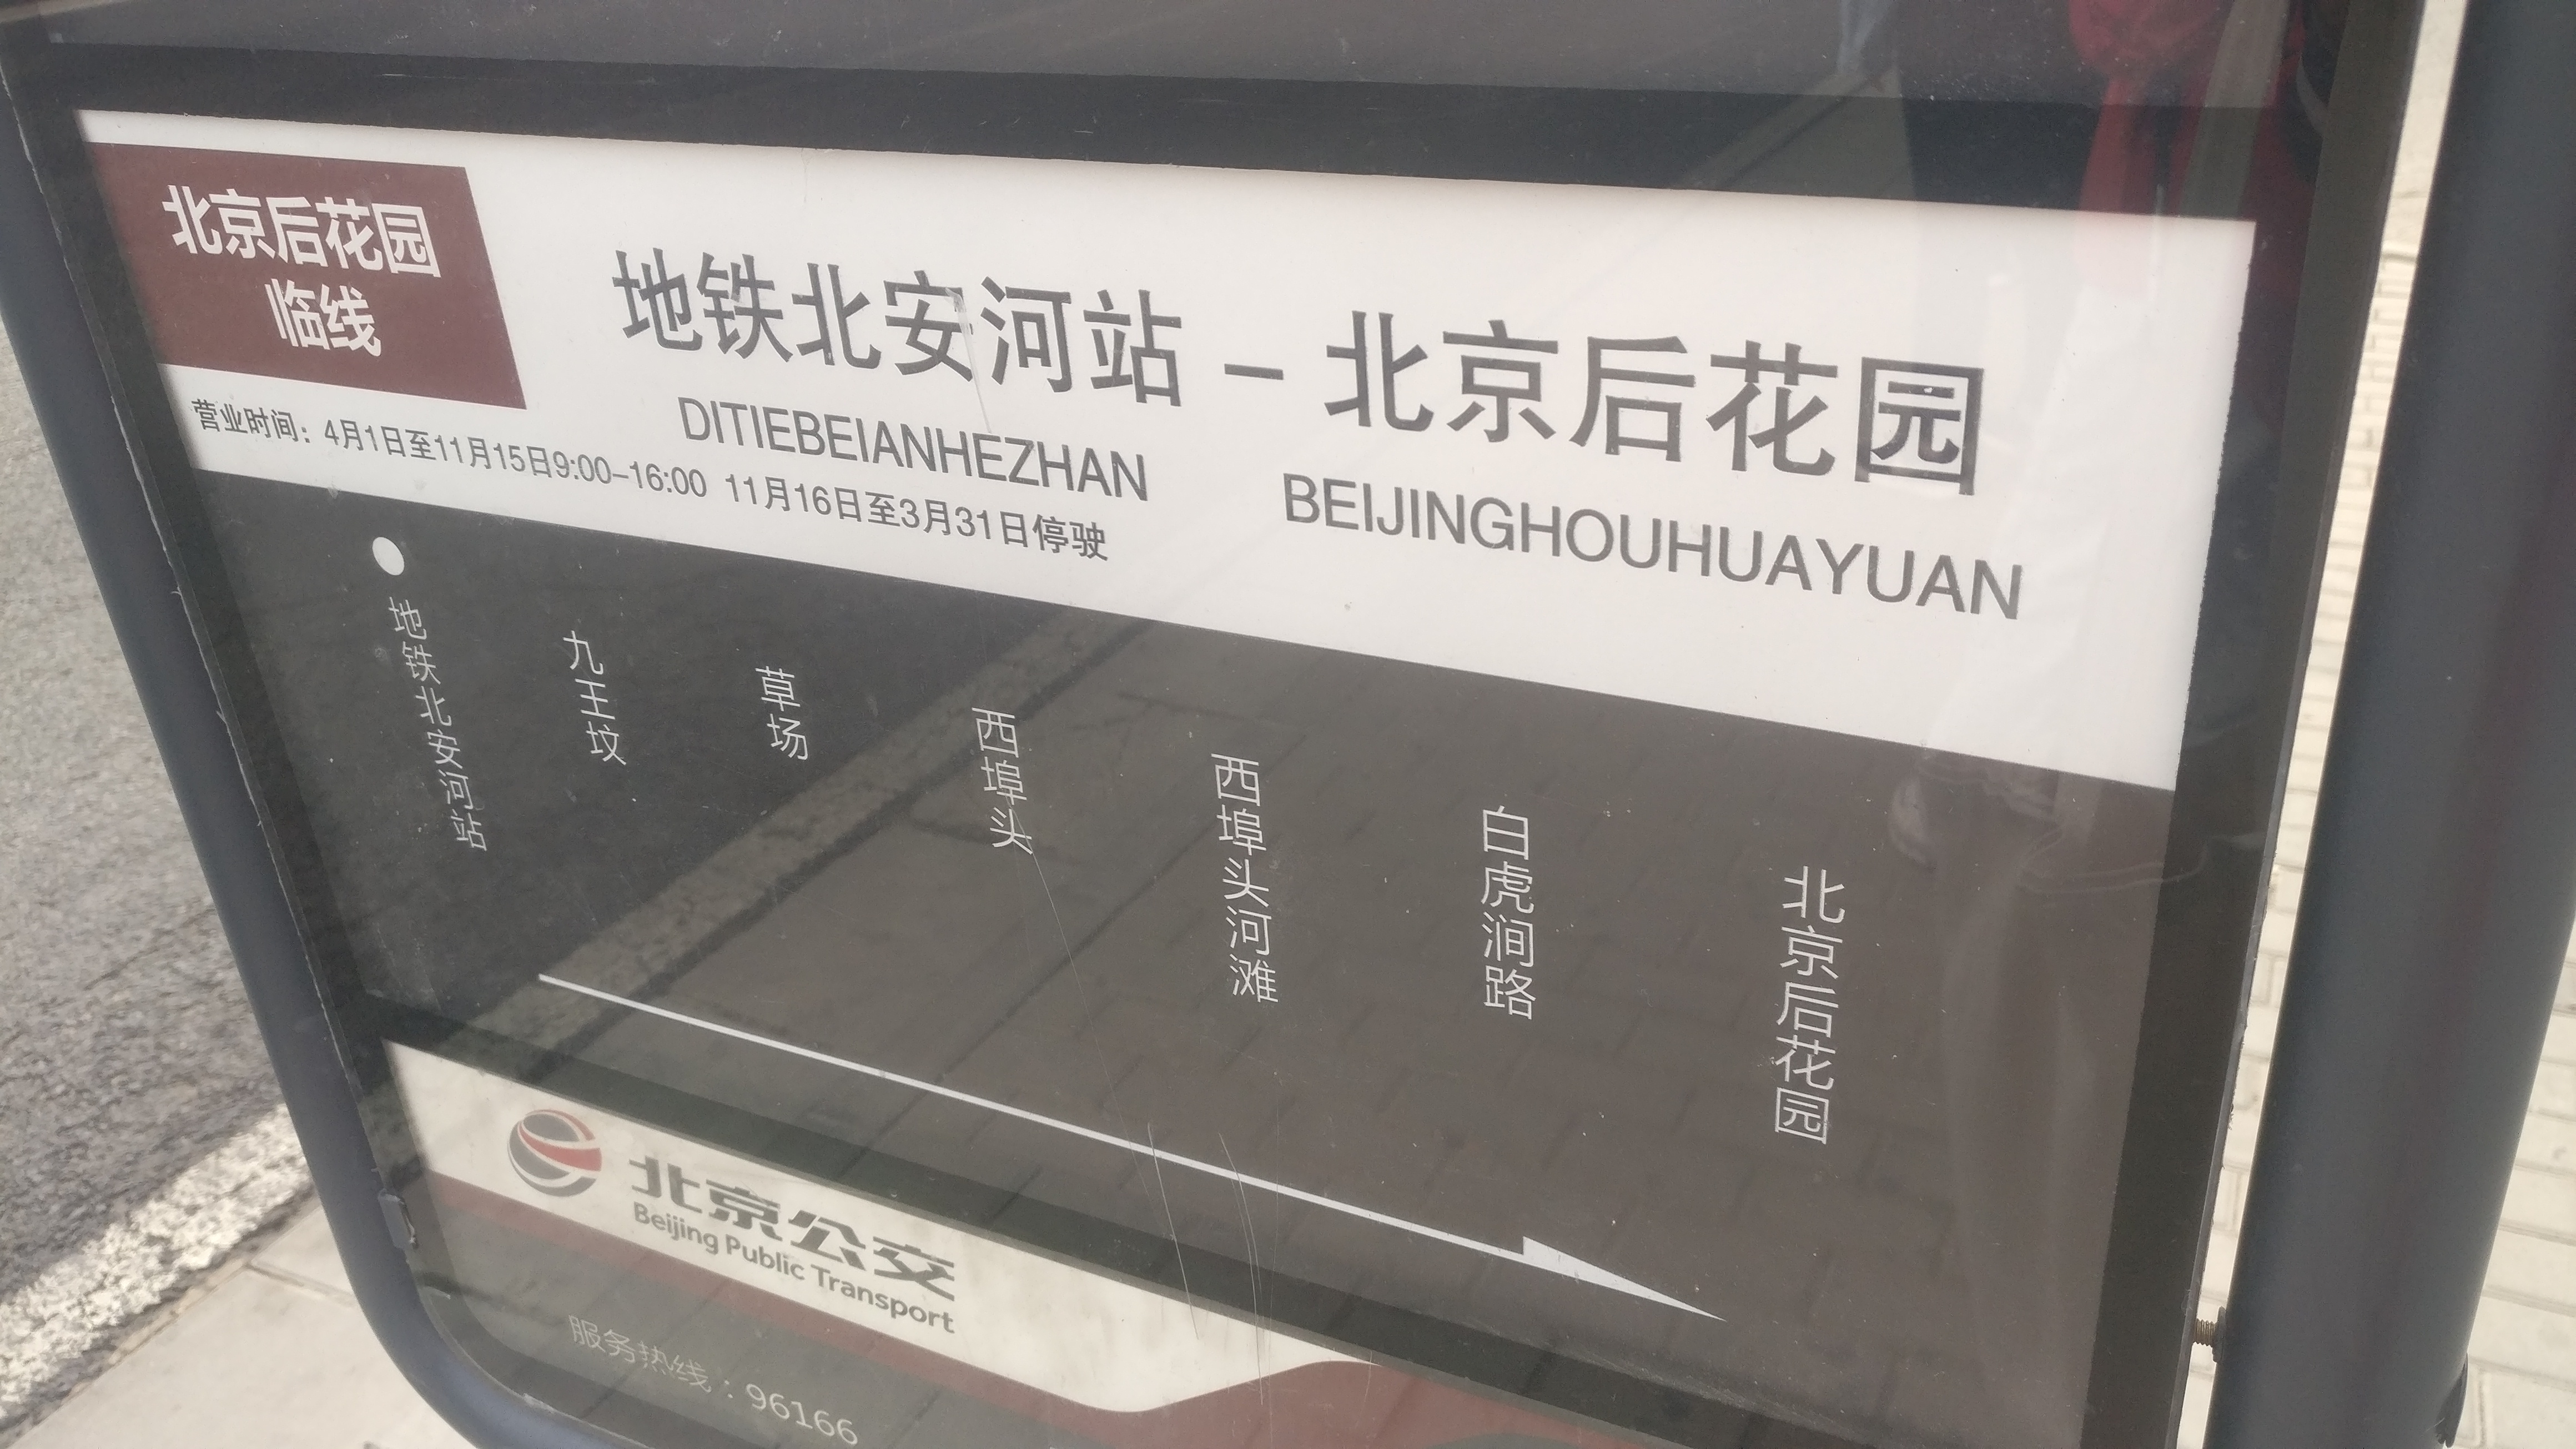 北京后花园
临线
地铁北安河站 – 北京后花园
DITIEBEIANHEZHAN BEIJINGHOUHUAYUAN
营业时间：4月1日至11月15日9:00–16:00 11月16日至3月31日停驶
地铁北安河站
九王坟
草场
西埠头
西埠头河滩
白虎涧路
北京后花园
北京公交
Beijing Public Transport
服务热线：96166